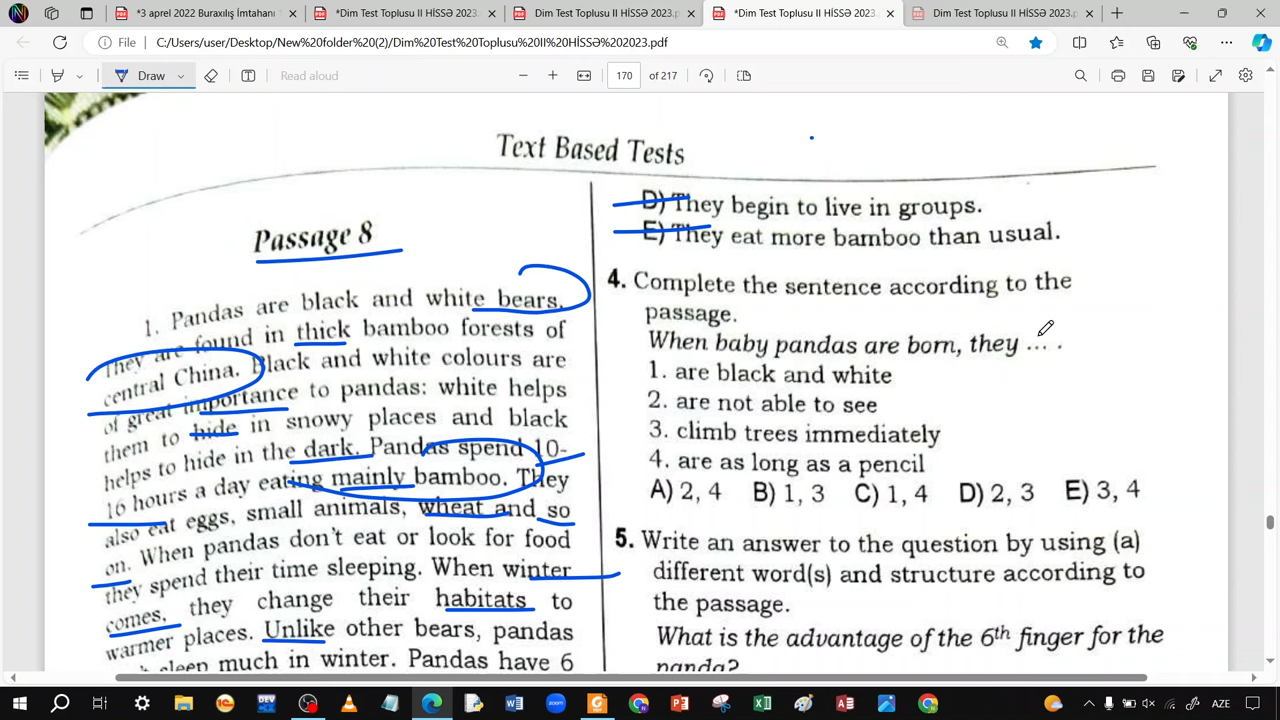 *3 aprel 2022 Buraxılış İmtahanı
*Dim Test Toplusu II HİSSƏ 2023.p
Dim Test Toplusu II HİSSƏ 2023.pd
*Dim Test Toplusu II HİSSƏ 2023.p
Dim Test Toplusu II HİSSƏ 2023.pd
File
C:/Users/user/Desktop/New%20folder%20(2)/Dim%20Test%20Toplusu%20II%20HİSSƏ%202023.pdf
Draw
Read aloud
170 of 217
Text Based Tests
Passage 8
1. Pandas are black and white bears.
They are found in thick bamboo forests of
central China. Black and white colours are
of great importance to pandas: white helps
them to hide in snowy places and black
helps to hide in the dark. Pandas spend 10-
16 hours a day eating mainly bamboo. They
also eat eggs, small animals, wheat and so
on. When pandas don't eat or look for food
they spend their time sleeping. When winter
comes, they change their habitats to
warmer places. Unlike other bears, pandas
sleep much in winter. Pandas have 6
D) They begin to live in groups.
E) They eat more bamboo than usual.
4. Complete the sentence according to the
passage.
When baby pandas are born, they ... .
1. are black and white
2. are not able to see
3. climb trees immediately
4. are as long as a pencil
A) 2, 4 B) 1, 3 C) 1, 4 D) 2, 3 E) 3, 4
5. Write an answer to the question by using (a)
different word(s) and structure according to
the passage.
What is the advantage of the 6th finger for the
panda?
AZE